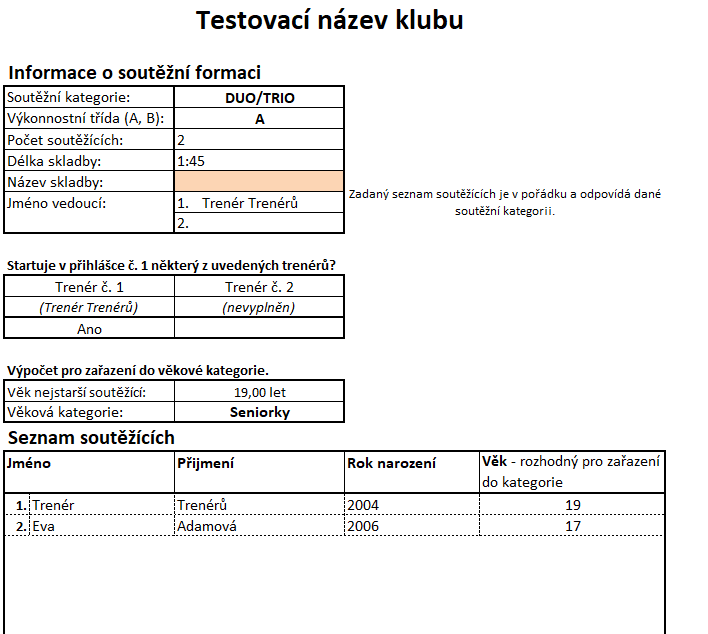 Testovací název klubu
Informace o soutěžní formaci
Soutěžní kategorie: DUO/TRIO
Výkonnostní třída (A, B): A
Počet soutěžících: 2
Délka skladby: 1:45
Název skladby:
Jméno vedoucí: 1. Trenér Trenérů
2.
Zadaný seznam soutěžících je v pořádku a odpovídá dané
soutěžní kategorii.
Startuje v přihlášce č. 1 některý z uvedených trenérů?
Trenér č. 1 Trenér č. 2
(Trenér Trenérů) (nevyplněn)
Ano
Výpočet pro zařazení do věkové kategorie.
Věk nejstarší soutěžící: 19,00 let
Věková kategorie: Seniorky
Seznam soutěžících
Jméno Přijmení Rok narození Věk - rozhodný pro zařazení
do kategorie
1. Trenér Trenérů 2004 19
2. Eva Adamová 2006 17